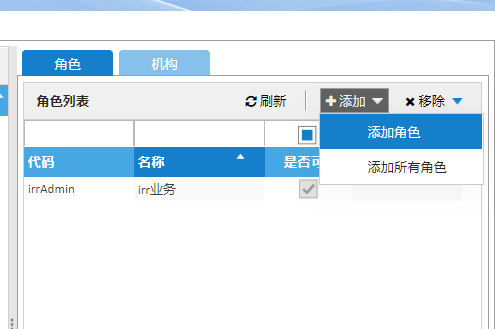 角色 机构
角色列表 刷新 添加 移除
添加角色
代码 名称 是否可
添加所有角色
irrAdmin irr业务